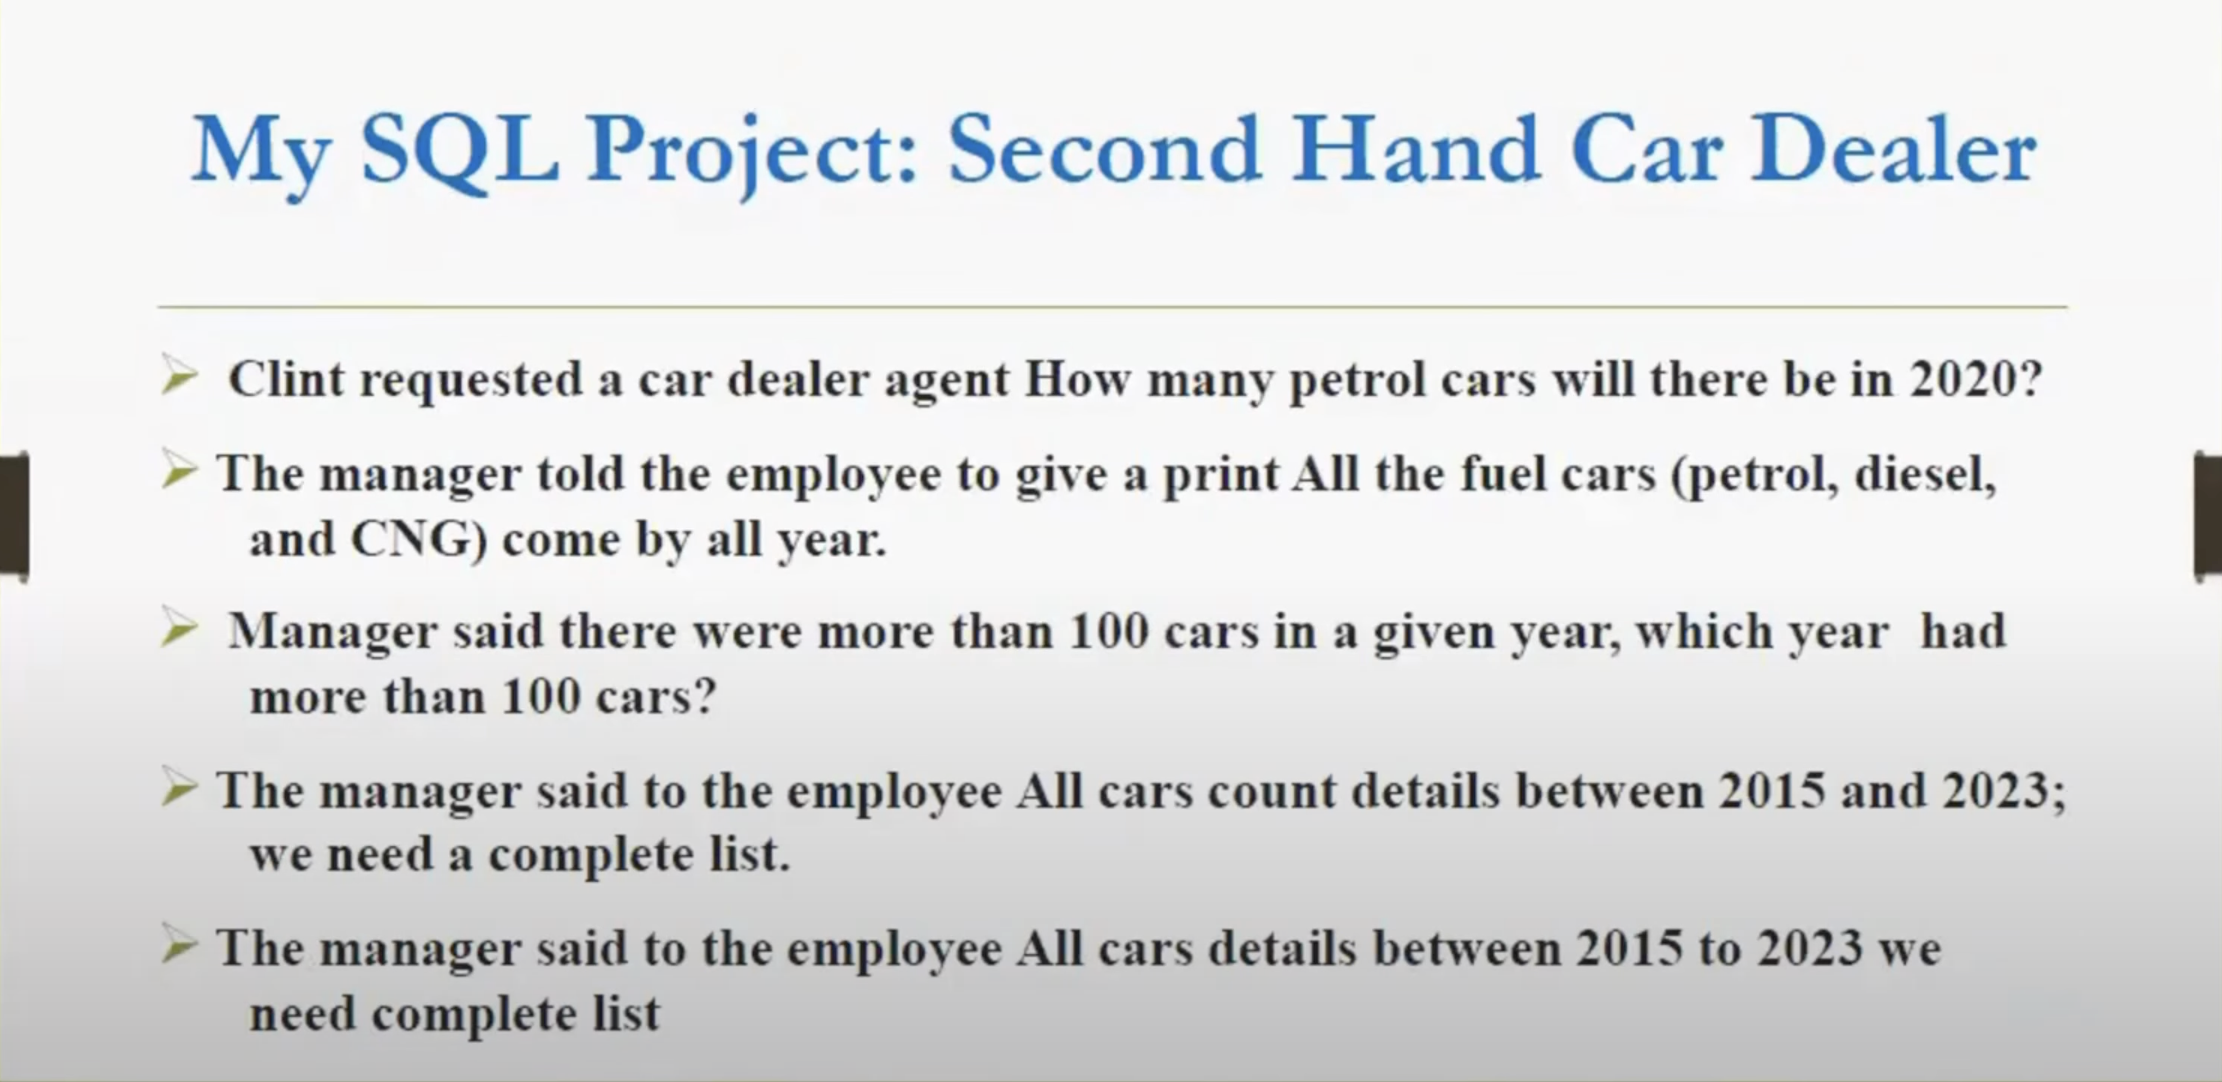 My SQL Project: Second Hand Car Dealer
Clint requested a car dealer agent How many petrol cars will there be in 2020?
The manager told the employee to give a print All the fuel cars (petrol, diesel,
and CNG) come by all year.
Manager said there were more than 100 cars in a given year, which year had
more than 100 cars?
The manager said to the employee All cars count details between 2015 and 2023;
we need a complete list.
The manager said to the employee All cars details between 2015 to 2023 we
need complete list